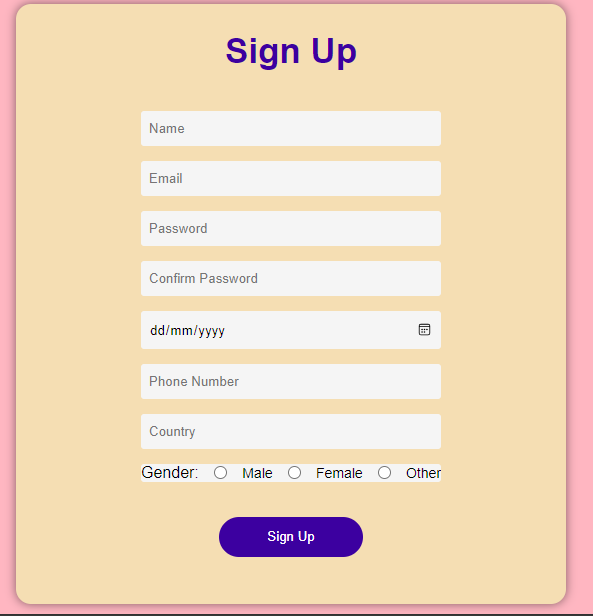 Sign Up
Name
Email
Password
Confirm Password
dd/mm/yyyy
Phone Number
Country
Gender: Male Female Other
Sign Up